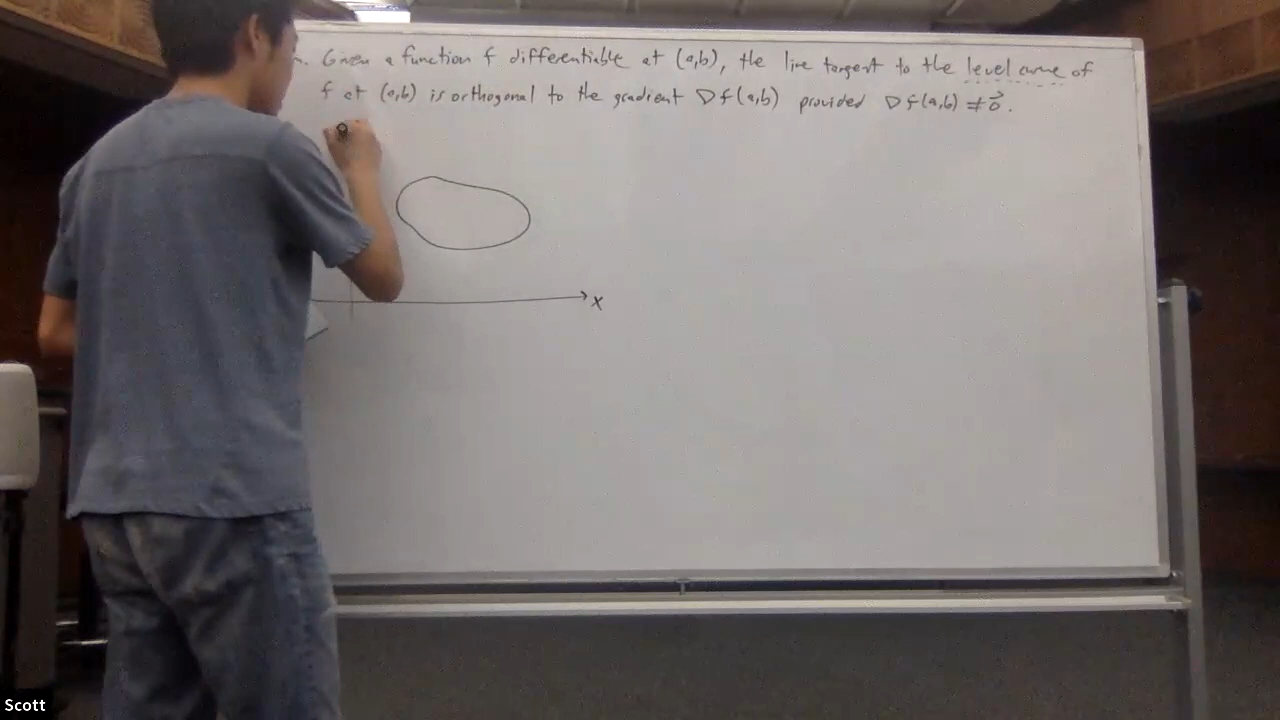 Given a function f differentiable at (a,b), the line tangent to the level curve of
f at (a,b) is orthogonal to the gradient ∇f(a,b) provided ∇f(a,b) ≠ 0⃗.
x
Scott